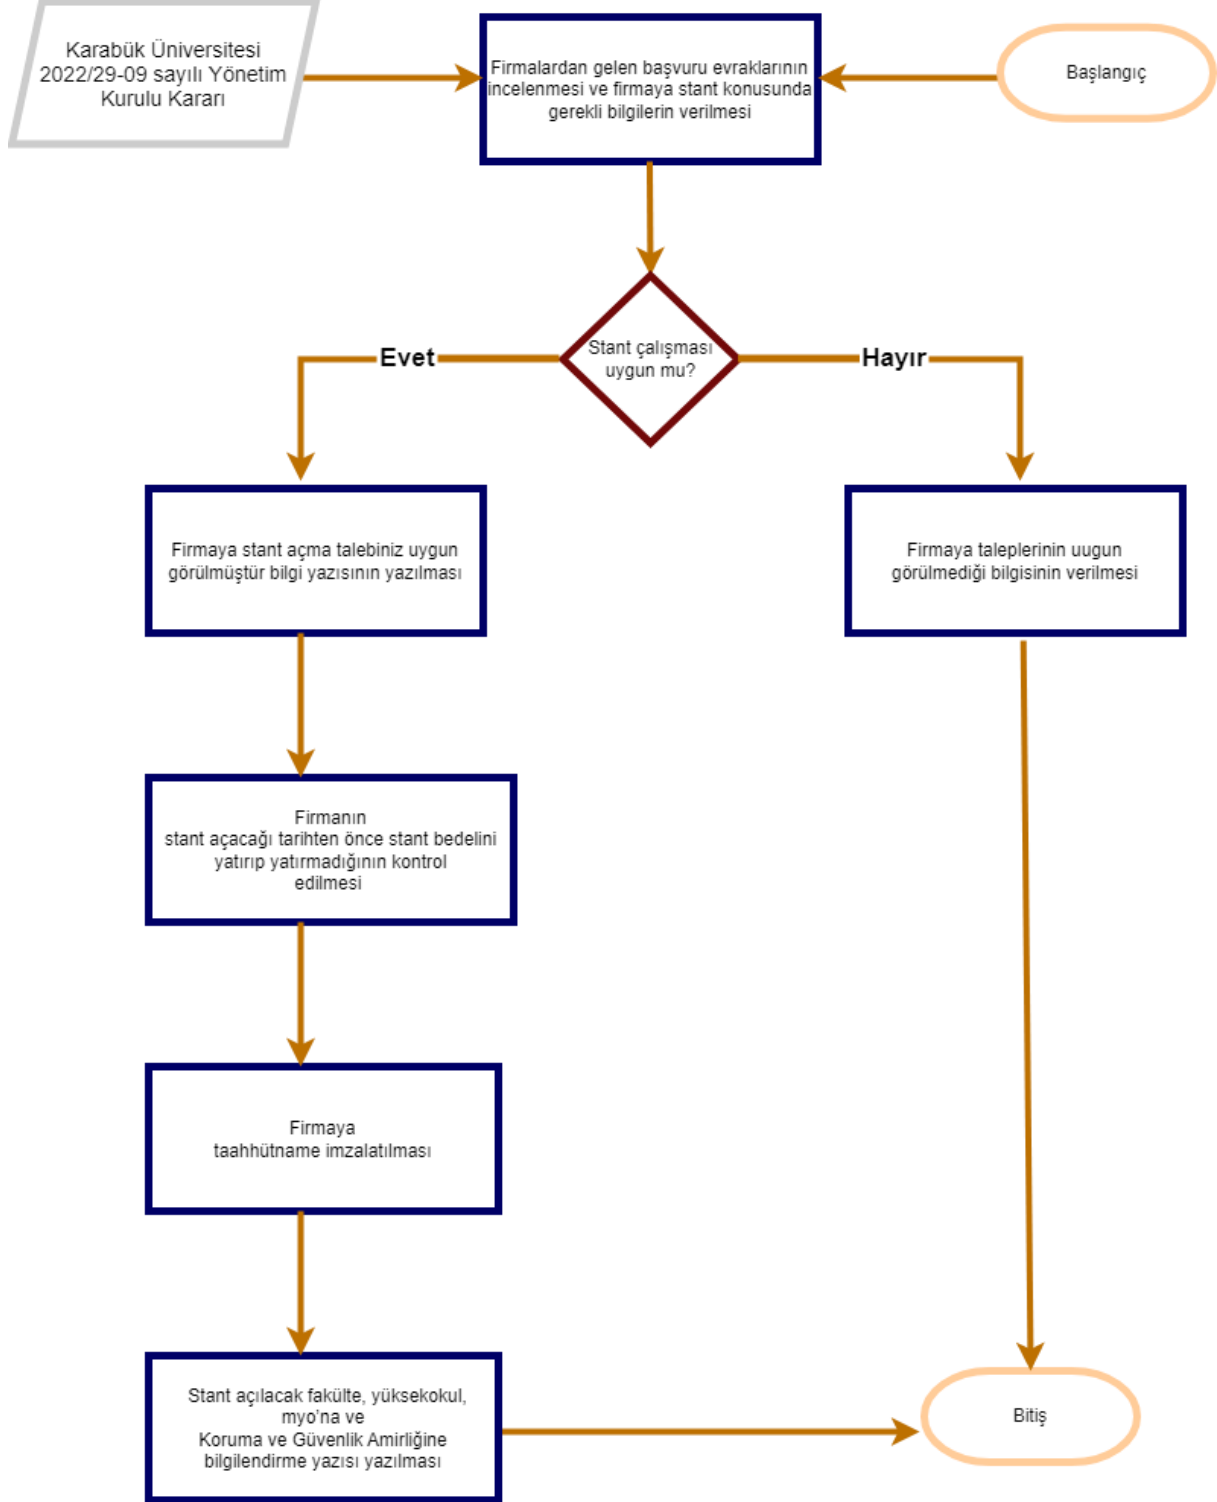 Karabük Üniversitesi
2022/29-09 sayılı Yönetim
Kurulu Kararı
Firmalardan gelen başvuru evraklarının
incelenmesi ve firmaya stant konusunda
gerekli bilgilerin verilmesi
Başlangıç
Stant çalışması
uygun mu?
Evet
Hayır
Firmaya stant açma talebiniz uygun
görülmüştür bilgi yazısının yazılması
Firmaya taleplerinin uugun
görülmediği bilgisinin verilmesi
Firmanın
stant açacağı tarihten önce stant bedelini
yatırıp yatırmadığının kontrol
edilmesi
Firmaya
taahhütname imzalatılması
Stant açılacak fakülte, yüksekokul,
myo'na ve
Koruma ve Güvenlik Amirliğine
bilgilendirme yazısı yazılması
Bitiş